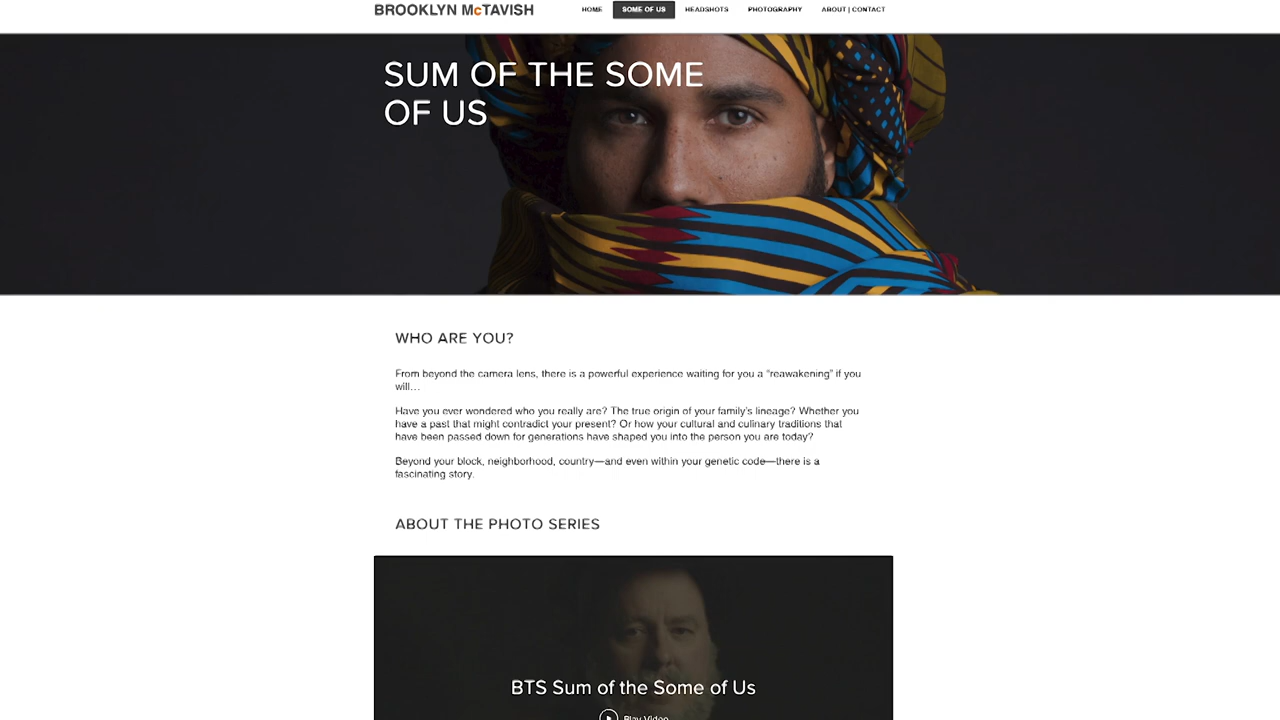 BROOKLYN McTAVISH
HOME
SOME OF US
HEADSHOTS
PHOTOGRAPHY
ABOUT | CONTACT
SUM OF THE SOME
OF US
WHO ARE YOU?
From beyond the camera lens, there is a powerful experience waiting for you a “reawakening” if you
will…
Have you ever wondered who you really are? The true origin of your family’s lineage? Whether you
have a past that might contradict your present? Or how your cultural and culinary traditions that
have been passed down for generations have shaped you into the person you are today?
Beyond your block, neighborhood, country—and even within your genetic code—there is a
fascinating story.
ABOUT THE PHOTO SERIES
BTS Sum of the Some of Us
Play Video